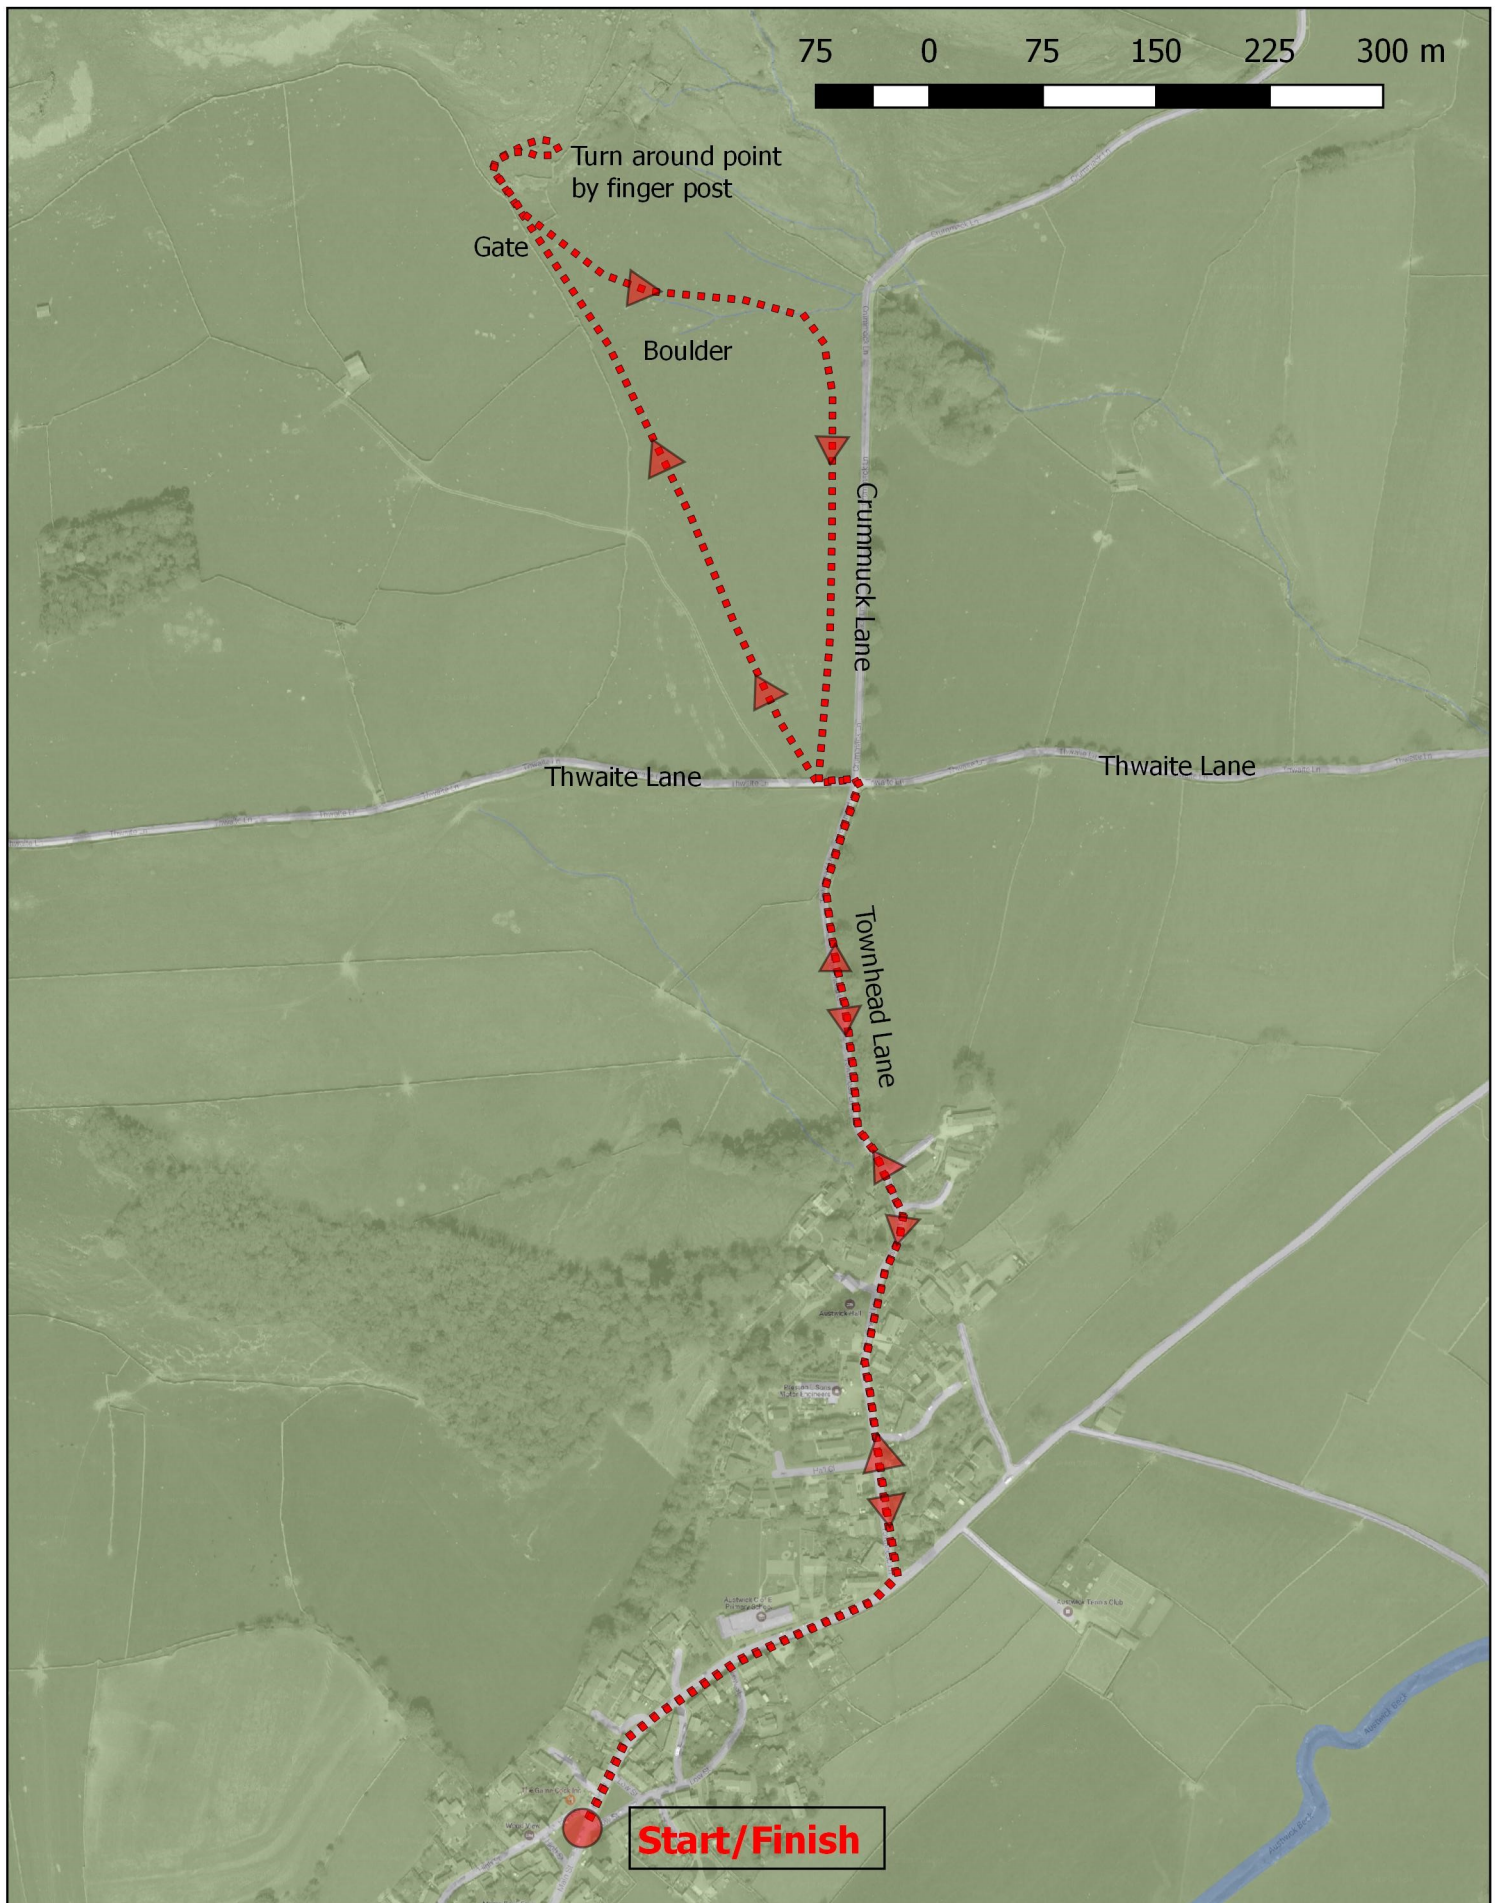 75 0 75 150 225 300 m
Turn around point
by finger post
Gate
Boulder
Crummuck Lane
Thwaite Lane
Thwaite Lane
Townhead Lane
Start/Finish